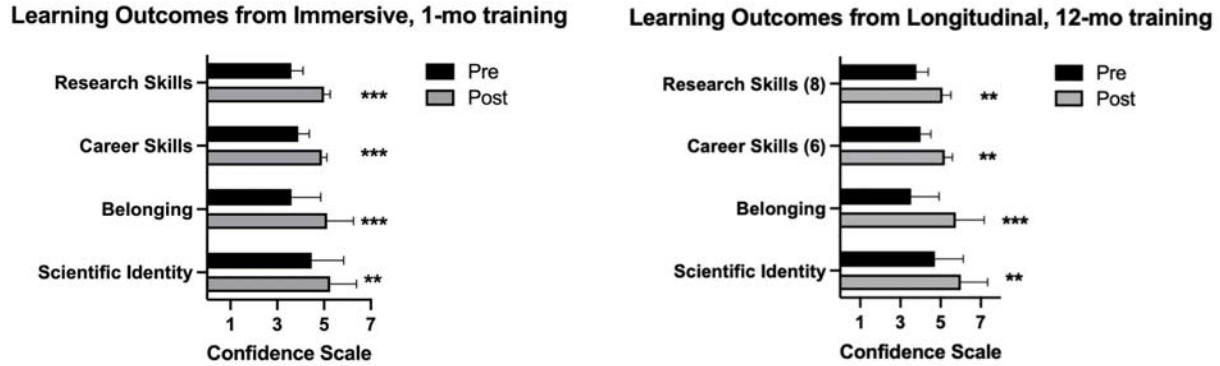 Learning Outcomes from Immersive, 1-mo training
Pre
Post
Research Skills
***
Career Skills
***
Belonging
***
Scientific Identity
**
1 3 5 7
Confidence Scale
Learning Outcomes from Longitudinal, 12-mo training
Pre
Post
Research Skills (8)
**
Career Skills (6)
**
Belonging
***
Scientific Identity
**
1 3 5 7
Confidence Scale